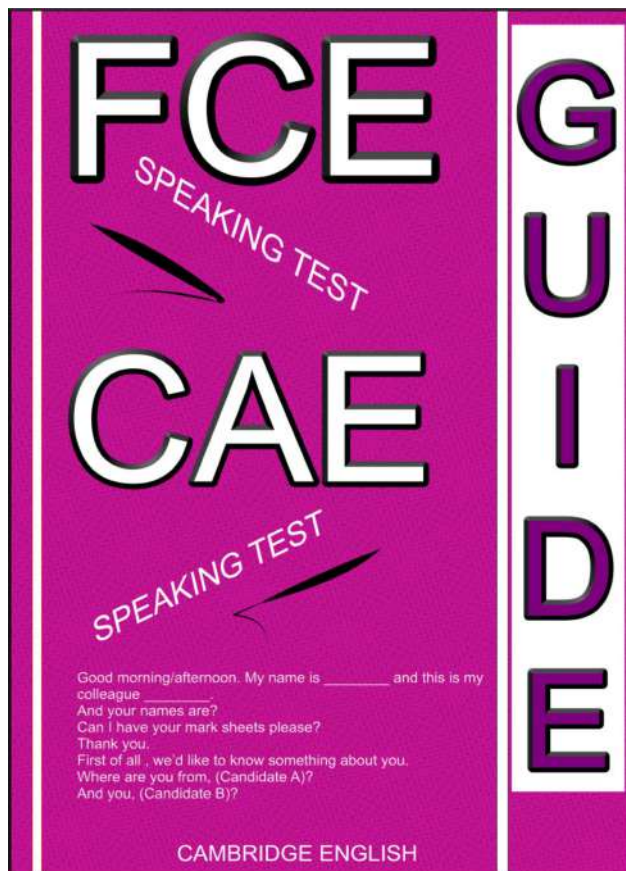 FCE
SPEAKING TEST
CAE
SPEAKING TEST
Good morning/afternoon. My name is ________ and this is my
colleague ________.
And your names are?
Can I have your mark sheets please?
Thank you.
First of all , we'd like to know something about you.
Where are you from, (Candidate A)?
And you, (Candidate B)?
CAMBRIDGE ENGLISH
GUIDE